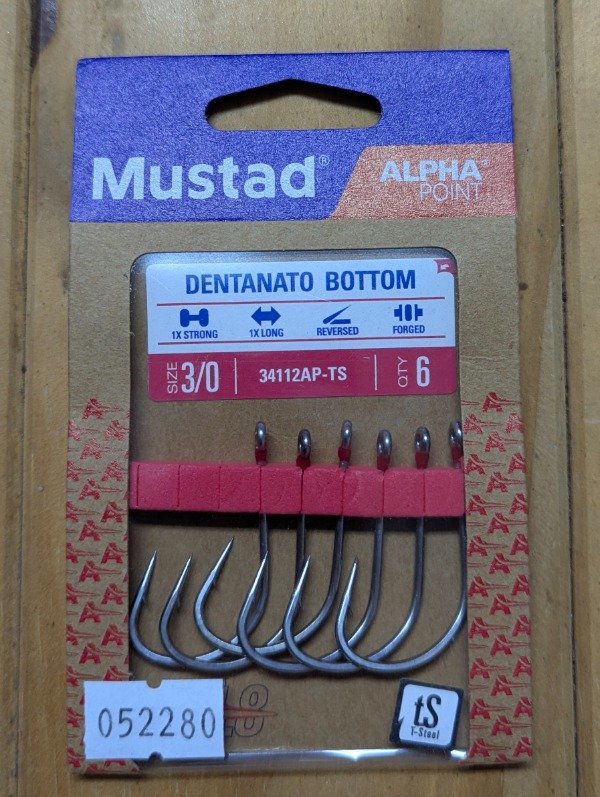 Mustad®
ALPHA®
POINT
DENTANATO BOTTOM
1X STRONG
1X LONG
REVERSED
FORGED
SIZE 3/0
34112AP-TS
QTY 6
052280
tS
T-Steel